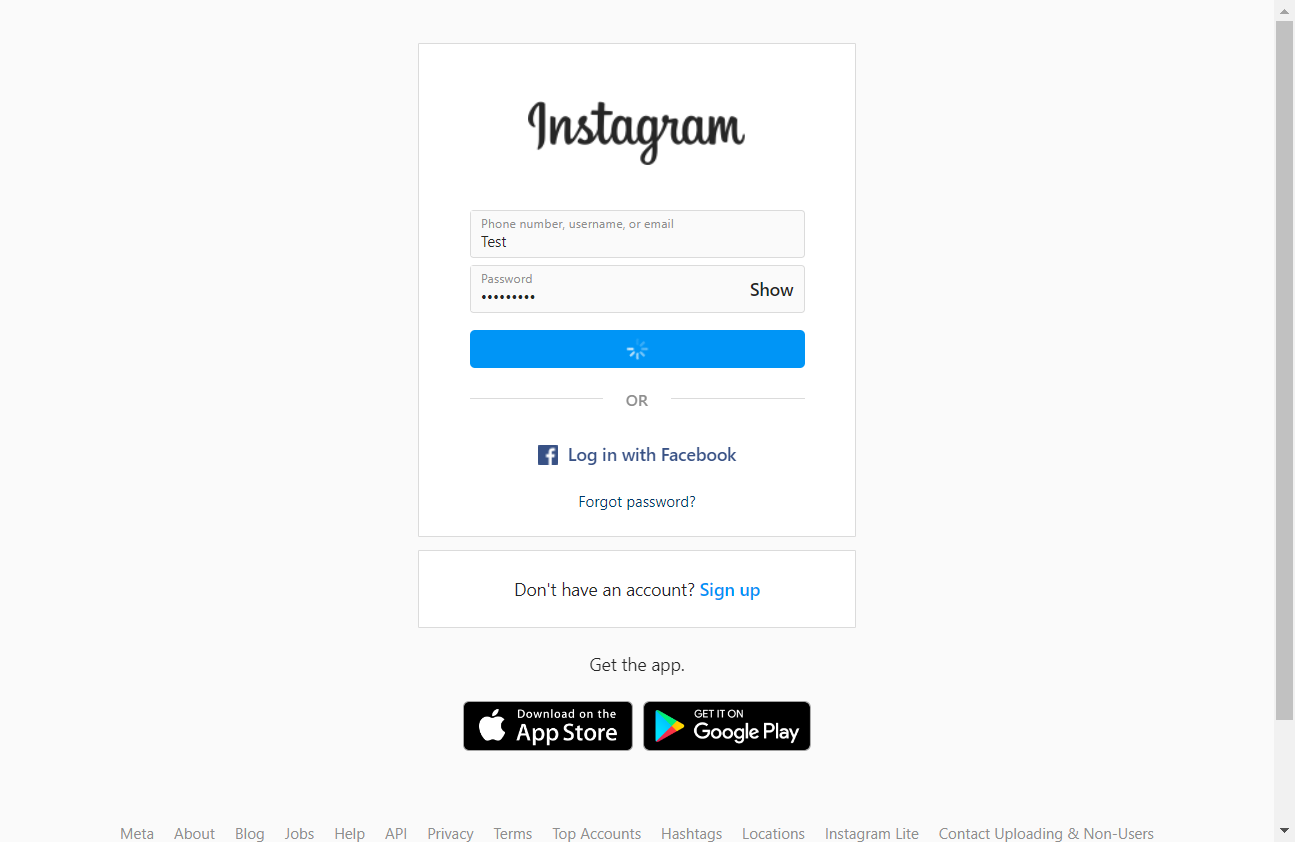 Instagram
Phone number, username, or email
Test
Password
•••••••••
Show
OR
Log in with Facebook
Forgot password?
Don't have an account? Sign up
Get the app.
Download on the
App Store
GET IT ON
Google Play
Meta About Blog Jobs Help API Privacy Terms Top Accounts Hashtags Locations Instagram Lite Contact Uploading & Non-Users